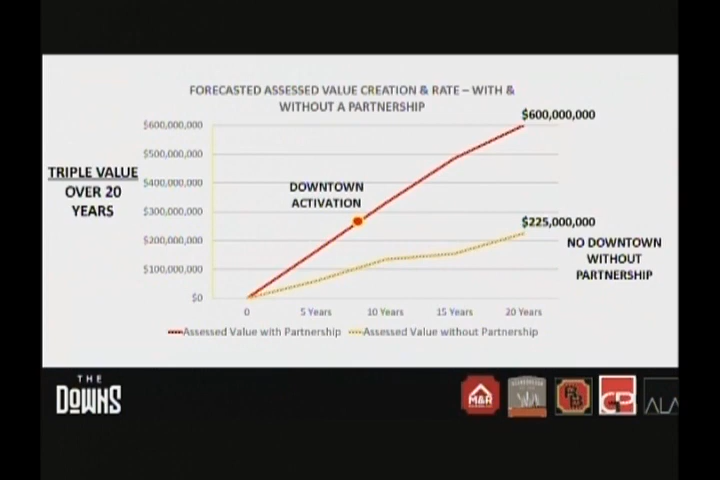 FORECASTED ASSESSED VALUE CREATION & RATE – WITH &
WITHOUT A PARTNERSHIP
$600,000,000
$600,000,000
$500,000,000
TRIPLE VALUE
OVER 20
YEARS
$400,000,000
DOWNTOWN
ACTIVATION
$300,000,000
$225,000,000
$200,000,000
NO DOWNTOWN
WITHOUT
PARTNERSHIP
$100,000,000
$0
0 5 Years 10 Years 15 Years 20 Years
Assessed Value with Partnership Assessed Value without Partnership
THE
DOWNS
M&R
CP
ALA